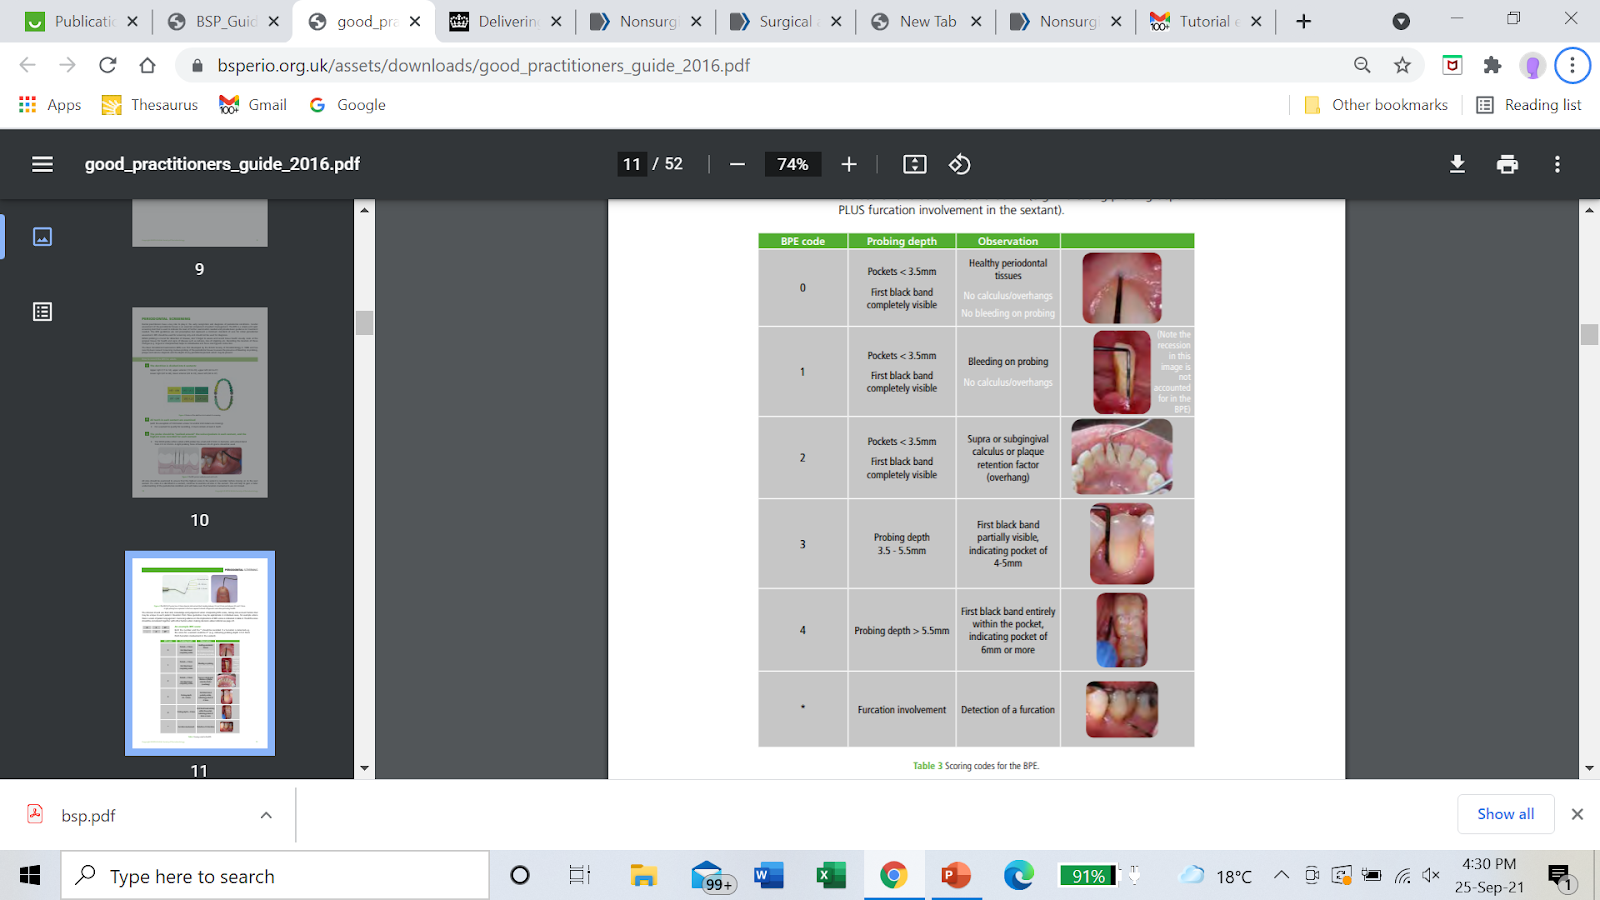 Publicatio
BSP_Guid
good_pra
Delivering
Nonsurgi
Surgical
New Tab
Nonsurgi
Tutorial e
bsperio.org.uk/assets/downloads/good_practitioners_guide_2016.pdf
Apps
Thesaurus
100+
Gmail
Google
Other bookmarks
Reading list
good_practitioners_guide_2016.pdf
11 / 52
74%
9
10
11
PLUS furcation involvement in the sextant).
BPE code Probing depth Observation
0
Pockets < 3.5mm
First black band
completely visible
Healthy periodontal
tissues
No calculus/overhangs
No bleeding on probing
1
Pockets < 3.5mm
First black band
completely visible
Bleeding on probing
No calculus/overhangs
(Note the
recession
in this
image is
not
accounted
for in the
BPE)
2
Pockets < 3.5mm
First black band
completely visible
Supra or subgingival
calculus or plaque
retention factor
(overhang)
3
Probing depth
3.5 - 5.5mm
First black band
partially visible,
indicating pocket of
4-5mm
4
Probing depth > 5.5mm
First black band entirely
within the pocket,
indicating pocket of
6mm or more
*
Furcation involvement
Detection of a furcation
Table 3 Scoring codes for the BPE.
bsp.pdf
Show all
Type here to search
99+
91%
18°C
4:30 PM
25-Sep-21
1